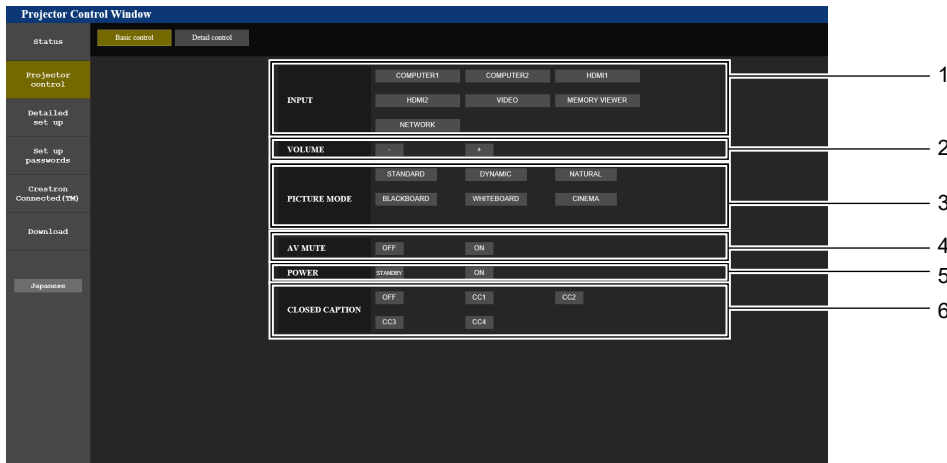 Projector Control Window
Status
Basic control Detail control
Projector
control
Detailed
set up
Set up
passwords
Crestron
Connected(TM)
Download
Japanese
INPUT
COMPUTER1 COMPUTER2 HDMI1
HDMI2 VIDEO MEMORY VIEWER
NETWORK
1
VOLUME - +
2
PICTURE MODE
STANDARD DYNAMIC NATURAL
BLACKBOARD WHITEBOARD CINEMA
3
AV MUTE OFF ON
4
POWER STANDBY ON
5
CLOSED CAPTION
OFF CC1 CC2
CC3 CC4
6